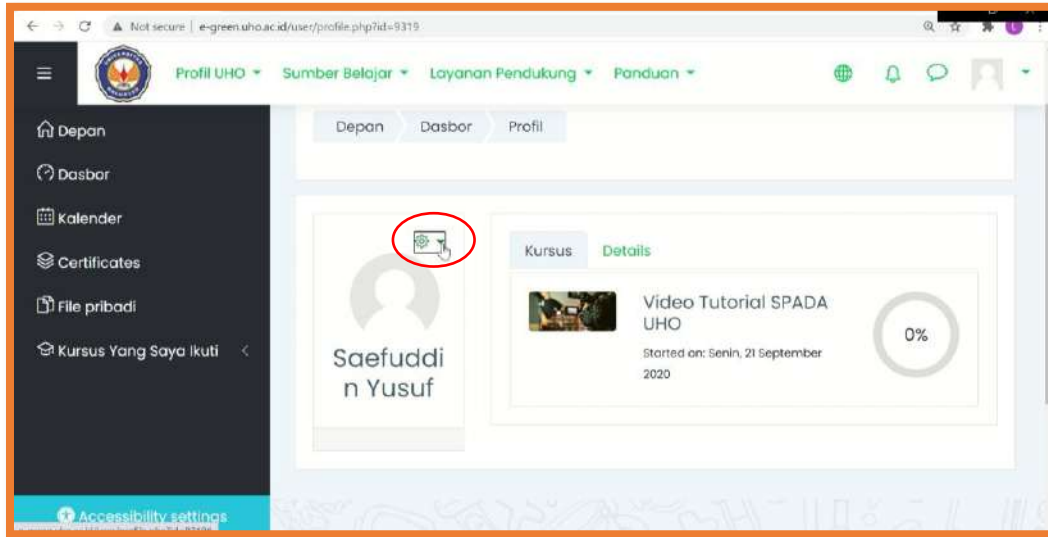 Not secure | e-green.uho.ac.id/user/profile.php?id=9319
Profil UHO Sumber Belajar Layanan Pendukung Panduan
Depan
Dasbor
Kalender
Certificates
File pribadi
Kursus Yang Saya Ikuti
Accessibility settings
Depan Dasbor Profil
Saefuddi
n Yusuf
Kursus Details
Video Tutorial SPADA
UHO
Started on: Senin, 21 September
2020
0%